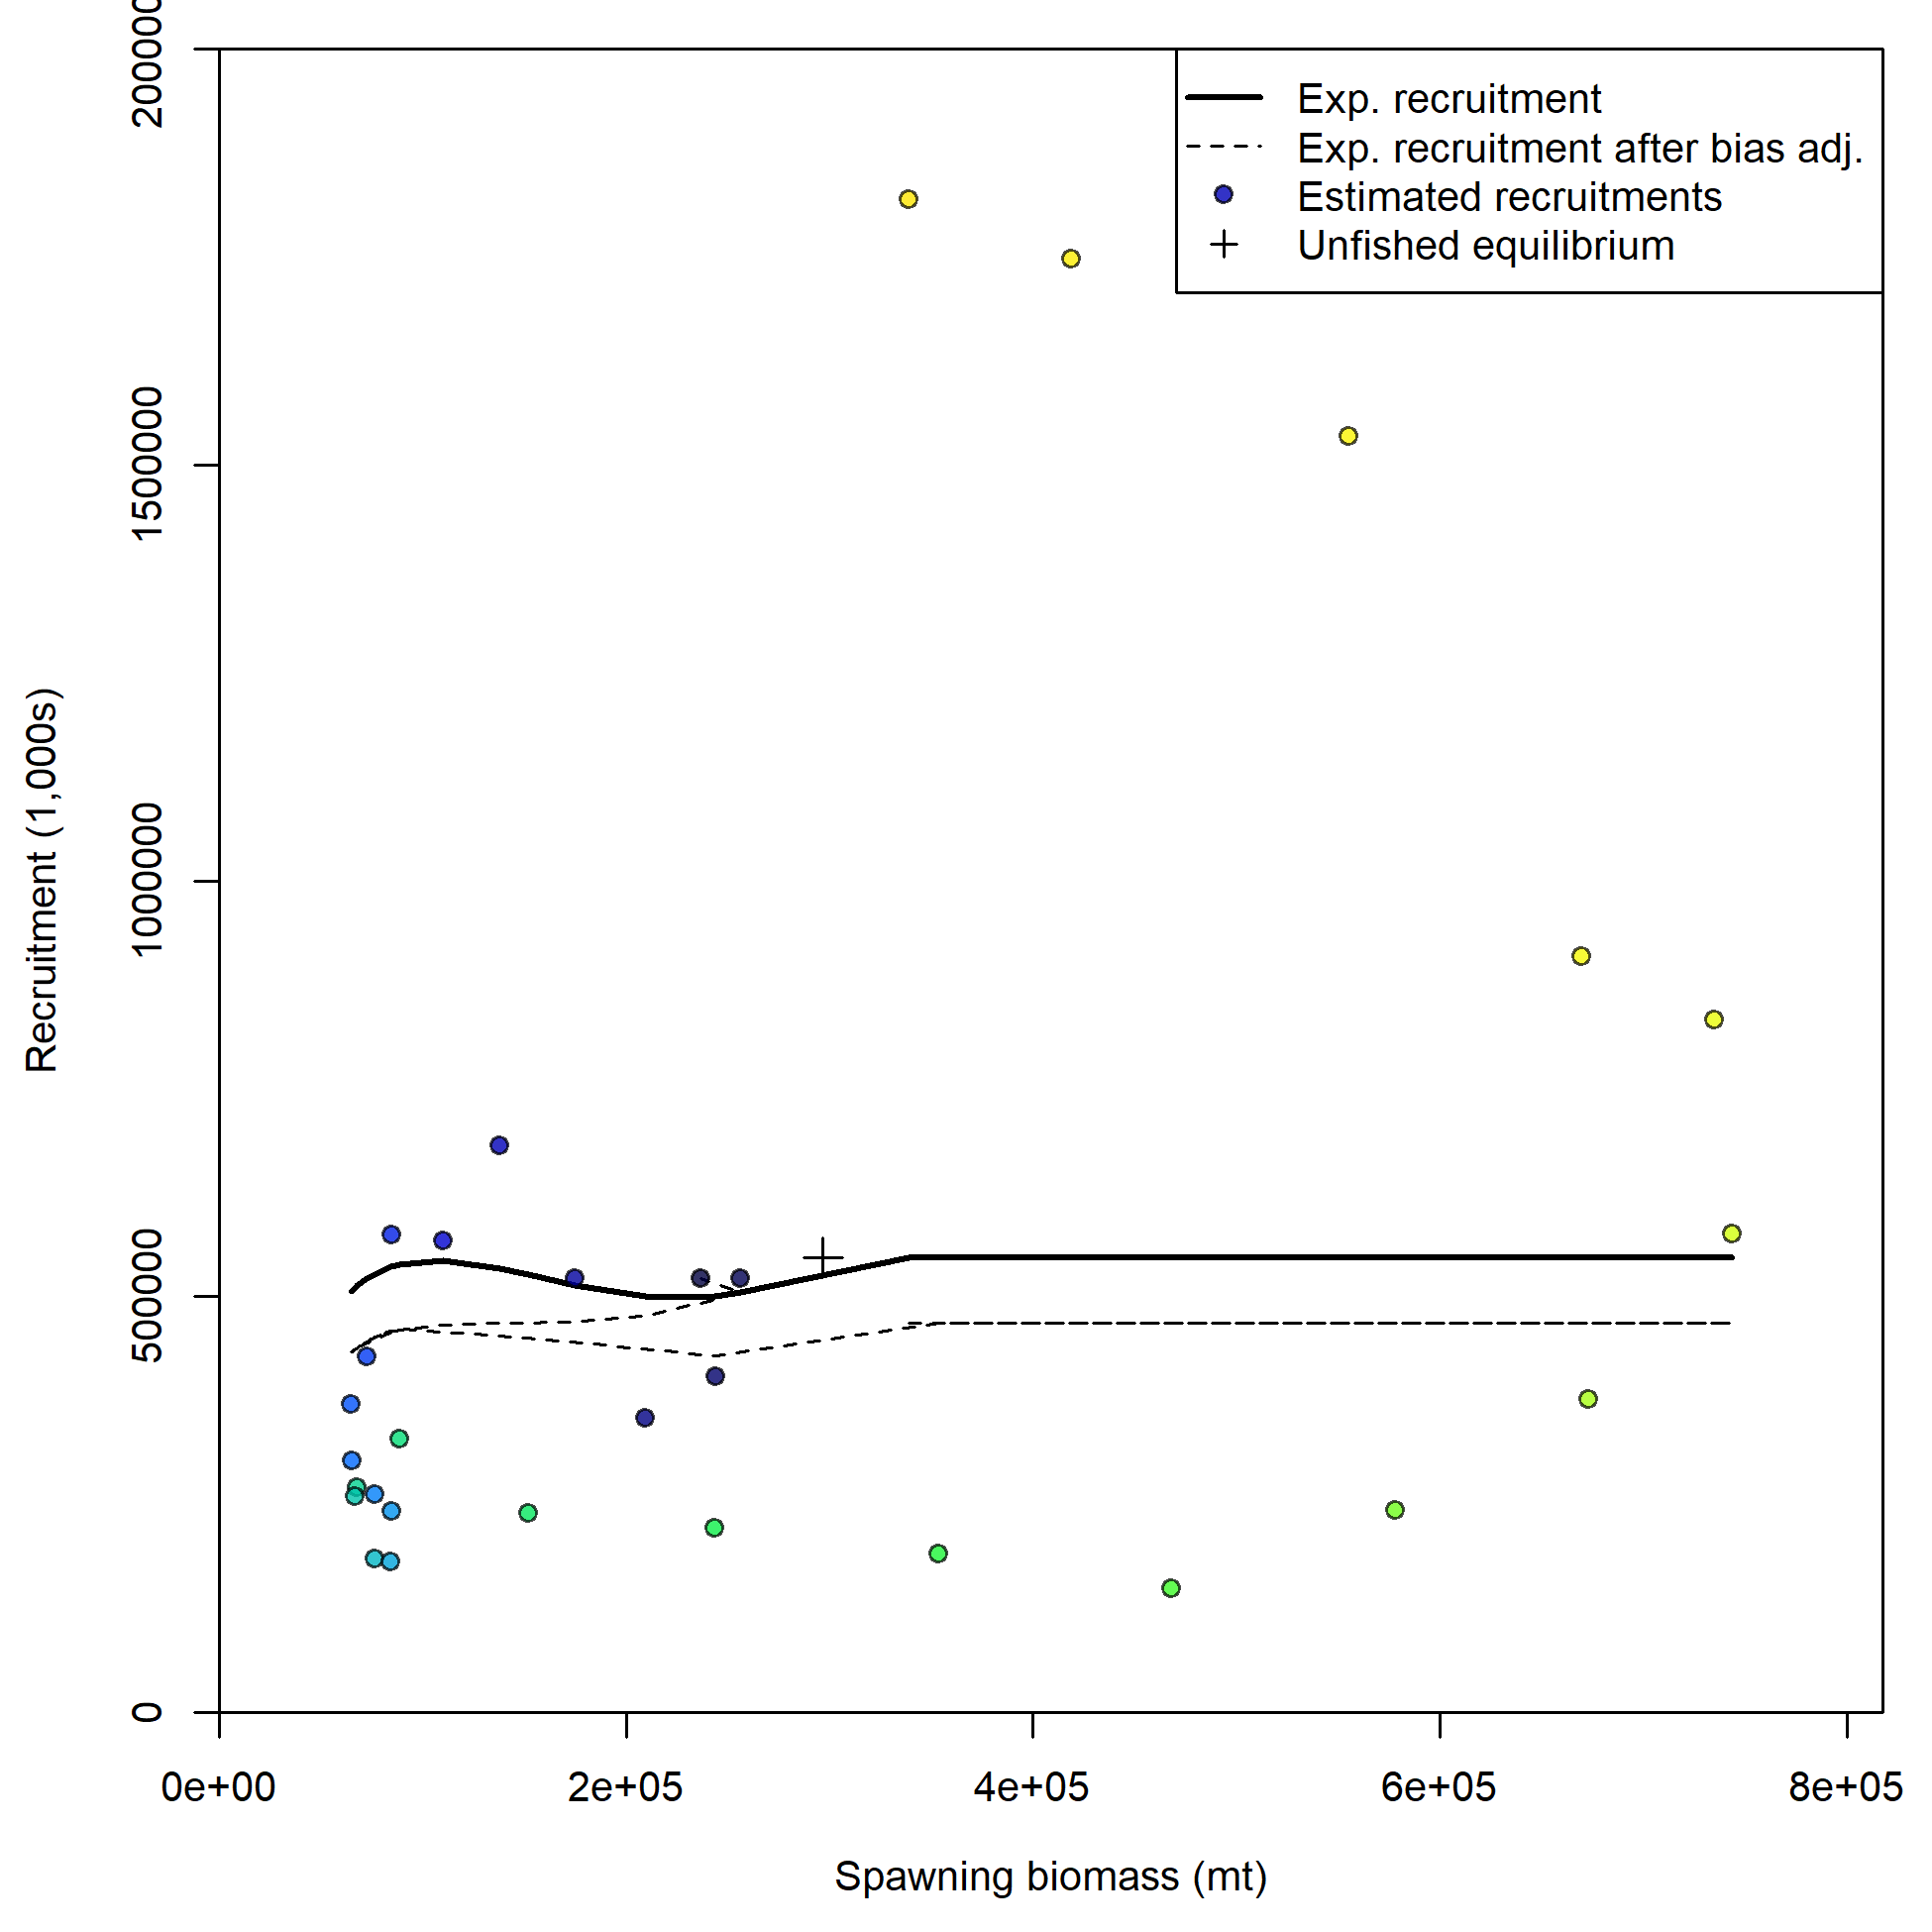 Exp. recruitment
Exp. recruitment after bias adj.
Estimated recruitments
Unfished equilibrium
1500000
1000000
500000
0
Recruitment (1,000s)
0e+00 2e+05 4e+05 6e+05 8e+05
Spawning biomass (mt)